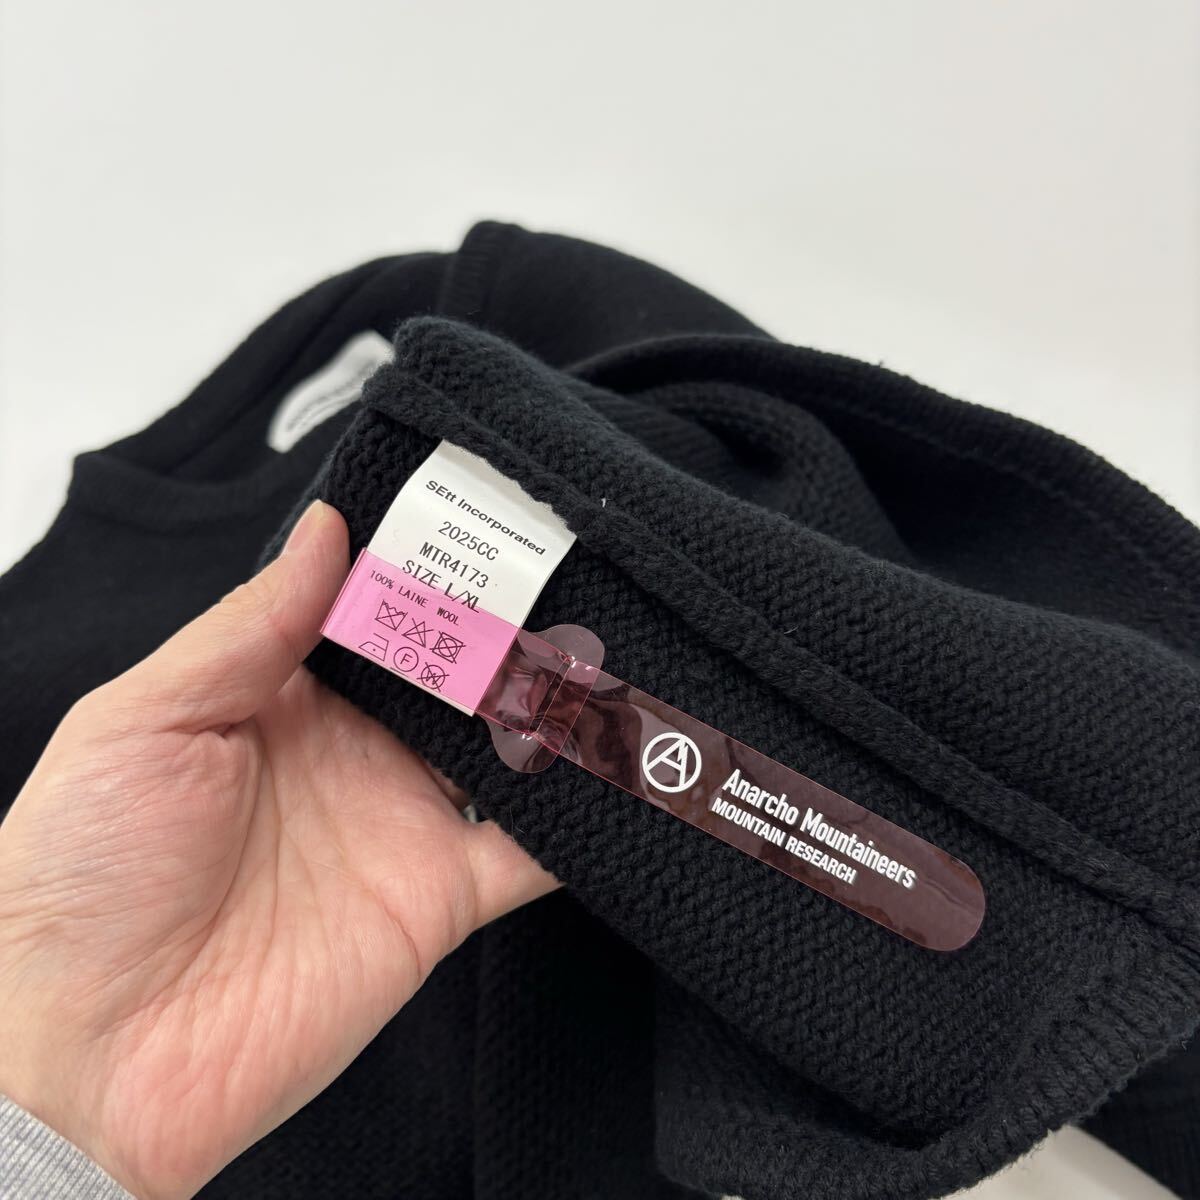 SEtt Incorporated
2025CC
MTR4173
SIZE L/XL
100% LAINE WOOL
F
W
A
Anarcho Mountaineers
MOUNTAIN RESEARCH